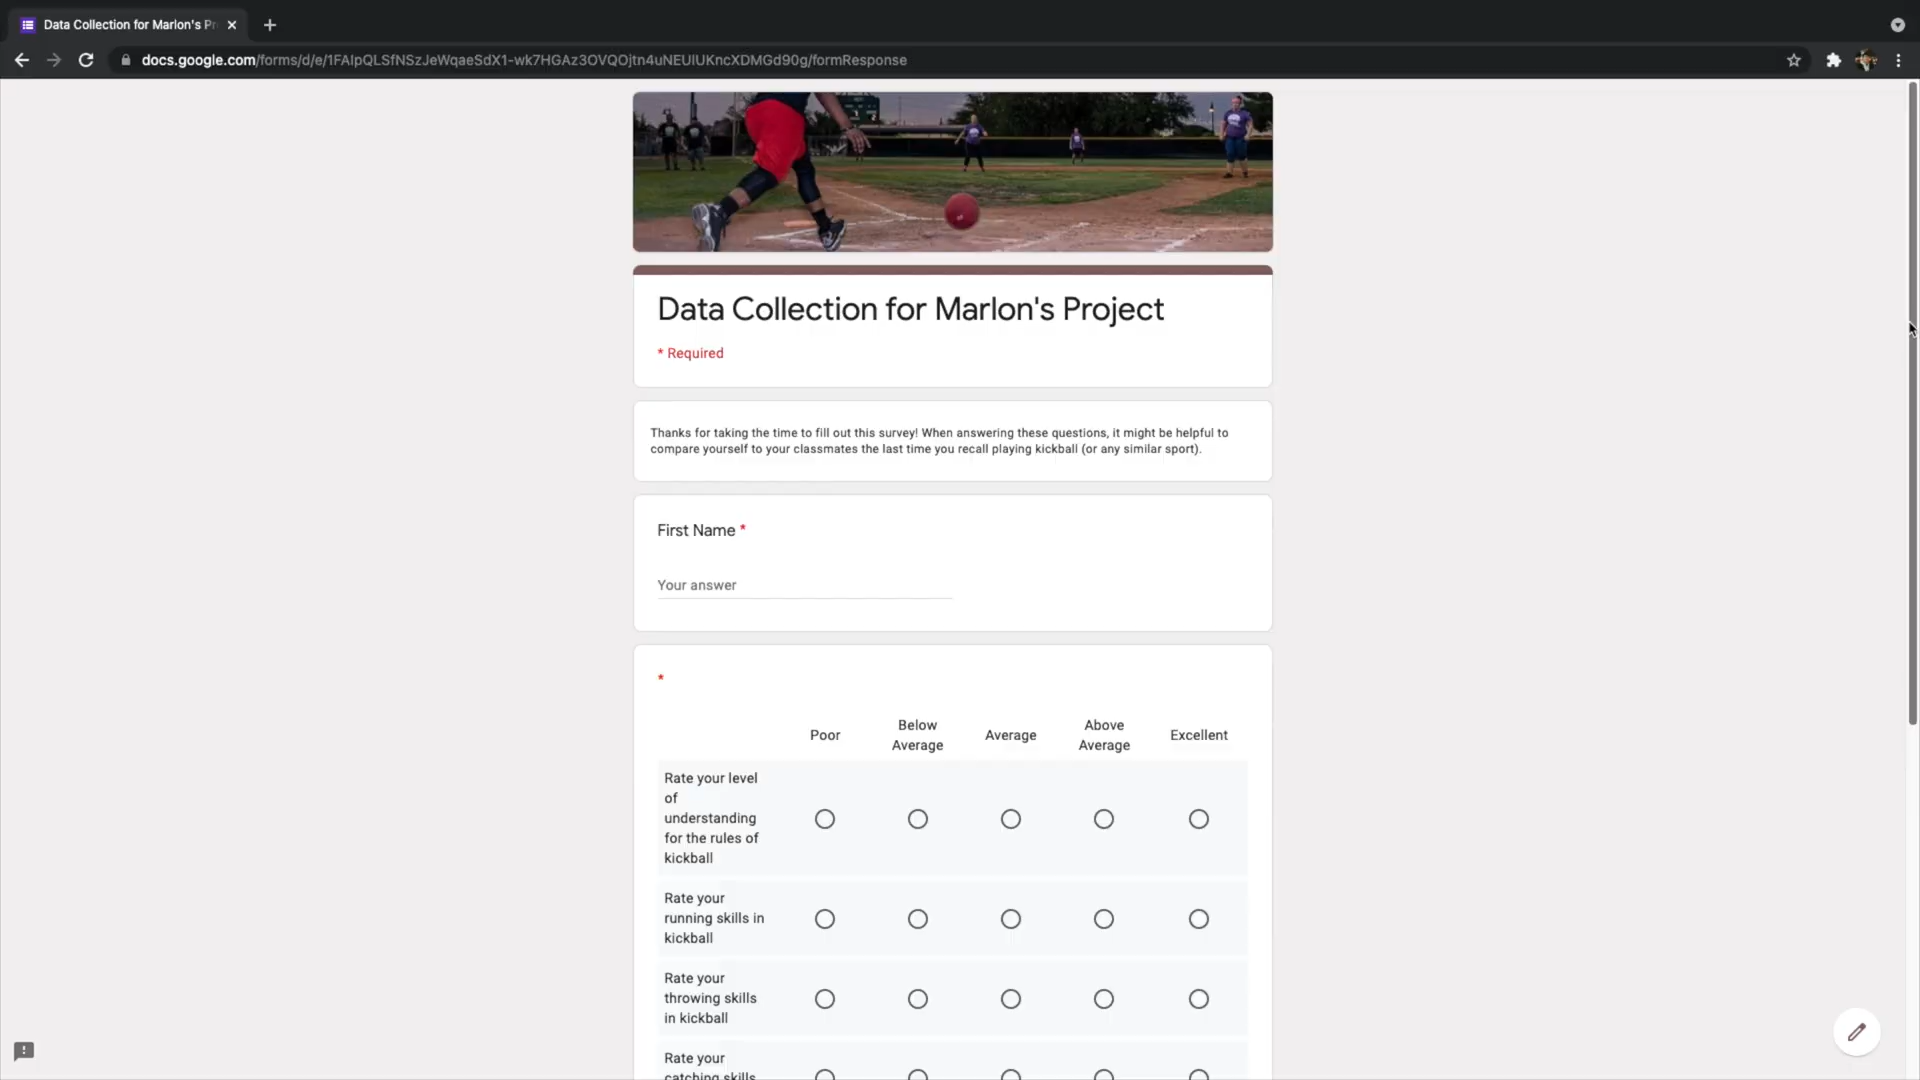 Data Collection for Marlon's Pr
docs.google.com/forms/d/e/1FAIpQLSfNSzJeWqaeSdX1-wk7HGAz3OVQOjtn4uNEUIUKncXDMGd90g/formResponse
Data Collection for Marlon's Project
* Required
Thanks for taking the time to fill out this survey! When answering these questions, it might be helpful to
compare yourself to your classmates the last time you recall playing kickball (or any similar sport).
First Name *
Your answer
*
Poor
Below
Average
Average
Above
Average
Excellent
Rate your level
of
understanding
for the rules of
kickball
Rate your
running skills in
kickball
Rate your
throwing skills
in kickball
Rate your
catching skills